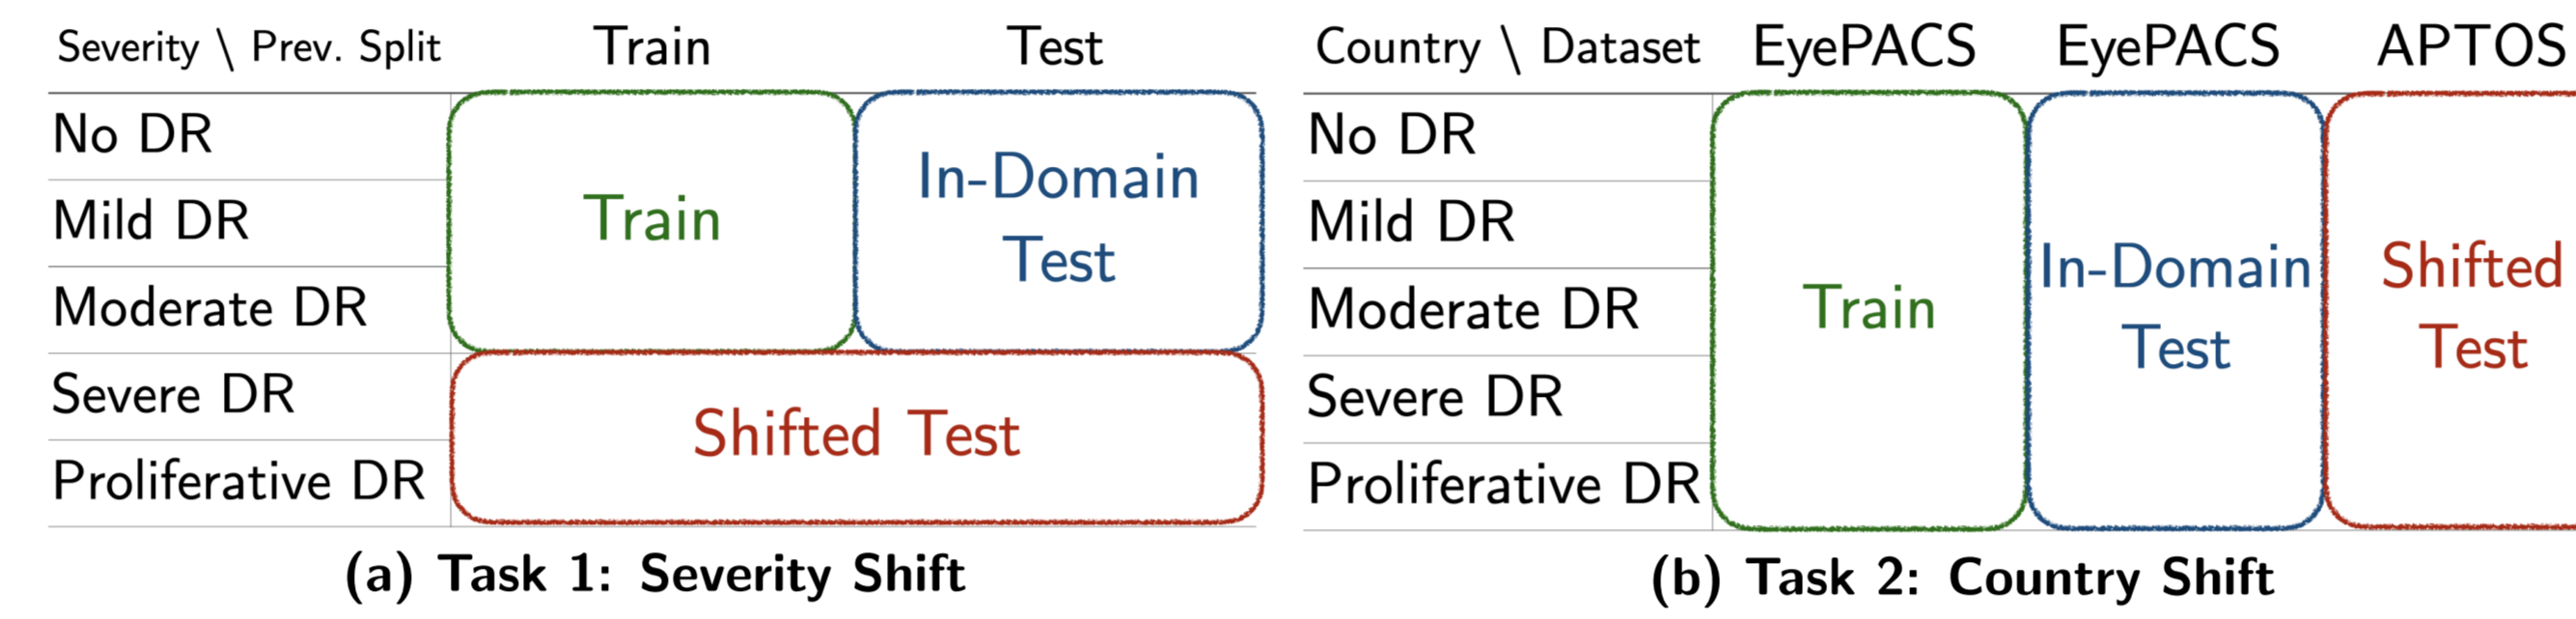 Severity \ Prev. Split Train Test
No DR
Mild DR
Moderate DR
Severe DR
Proliferative DR
Train
In-Domain
Test
Shifted Test
(a) Task 1: Severity Shift
Country \ Dataset EyePACS EyePACS APTOS
No DR
Mild DR
Moderate DR
Severe DR
Proliferative DR
Train
In-Domain
Test
Shifted
Test
(b) Task 2: Country Shift